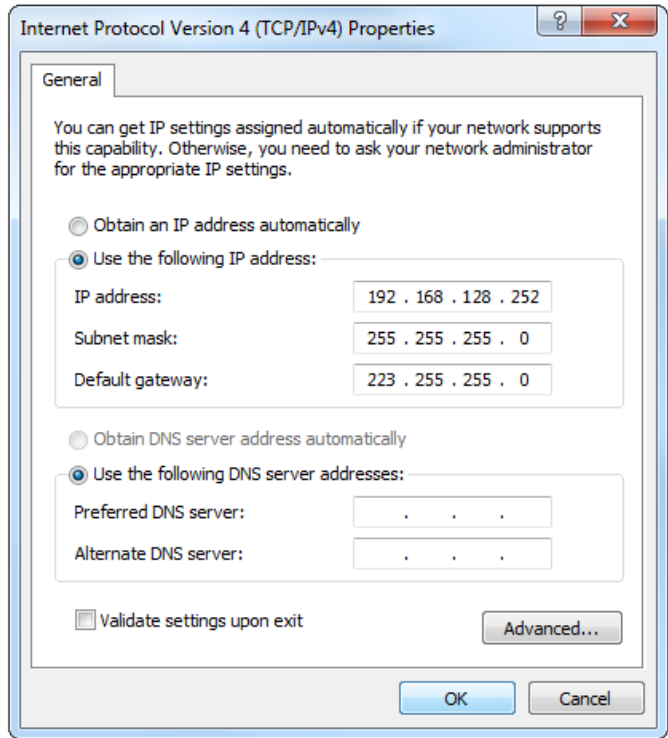 Internet Protocol Version 4 (TCP/IPv4) Properties
General
You can get IP settings assigned automatically if your network supports
this capability. Otherwise, you need to ask your network administrator
for the appropriate IP settings.
Obtain an IP address automatically
Use the following IP address:
IP address: 192 . 168 . 128 . 252
Subnet mask: 255 . 255 . 255 . 0
Default gateway: 223 . 255 . 255 . 0
Obtain DNS server address automatically
Use the following DNS server addresses:
Preferred DNS server: . . .
Alternate DNS server: . . .
Validate settings upon exit
Advanced...
OK Cancel